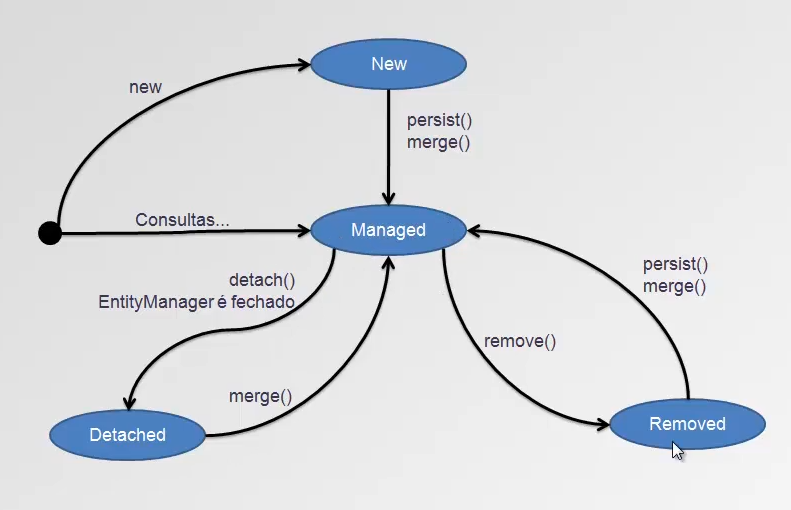 New
new
persist()
merge()
Consultas...
Managed
detach()
EntityManager é fechado
persist()
merge()
remove()
merge()
Detached
Removed